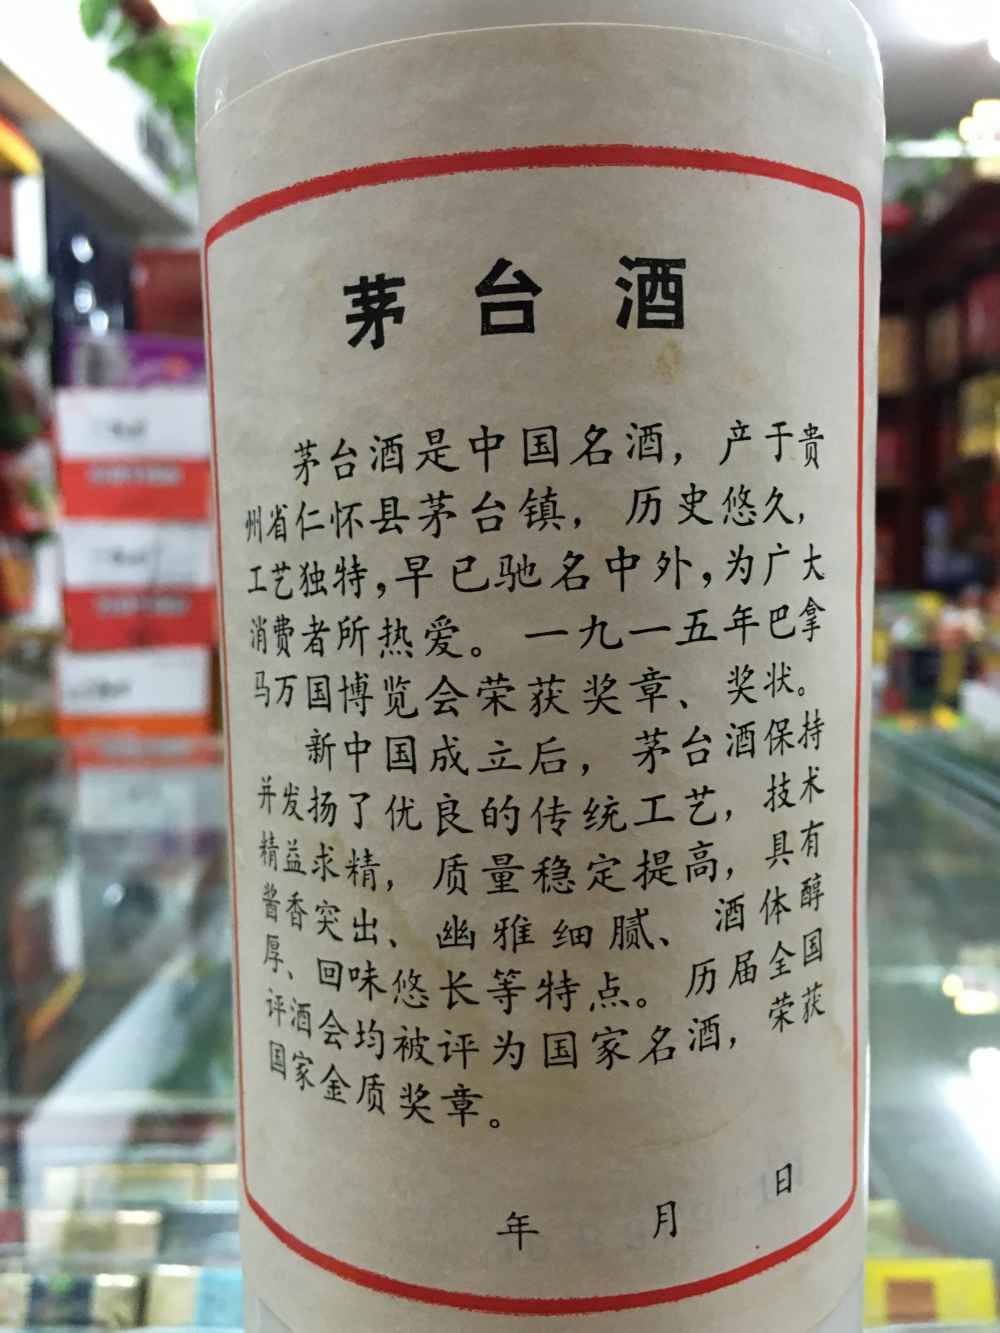 茅台酒
茅台酒是中国名酒，产于贵
州省仁怀县茅台镇，历史悠久，
工艺独特，早已驰名中外，为广大
消费者所热爱。一九一五年巴拿
马万国博览会荣获奖章、奖状。
新中国成立后，茅台酒保持
并发扬了优良的传统工艺，技术
精益求精，质量稳定提高，具有
酱香突出、幽雅细腻、酒体醇
厚、回味悠长等特点。历届全国
评酒会均被评为国家名酒，荣获
国家金质奖章。
年 月 日